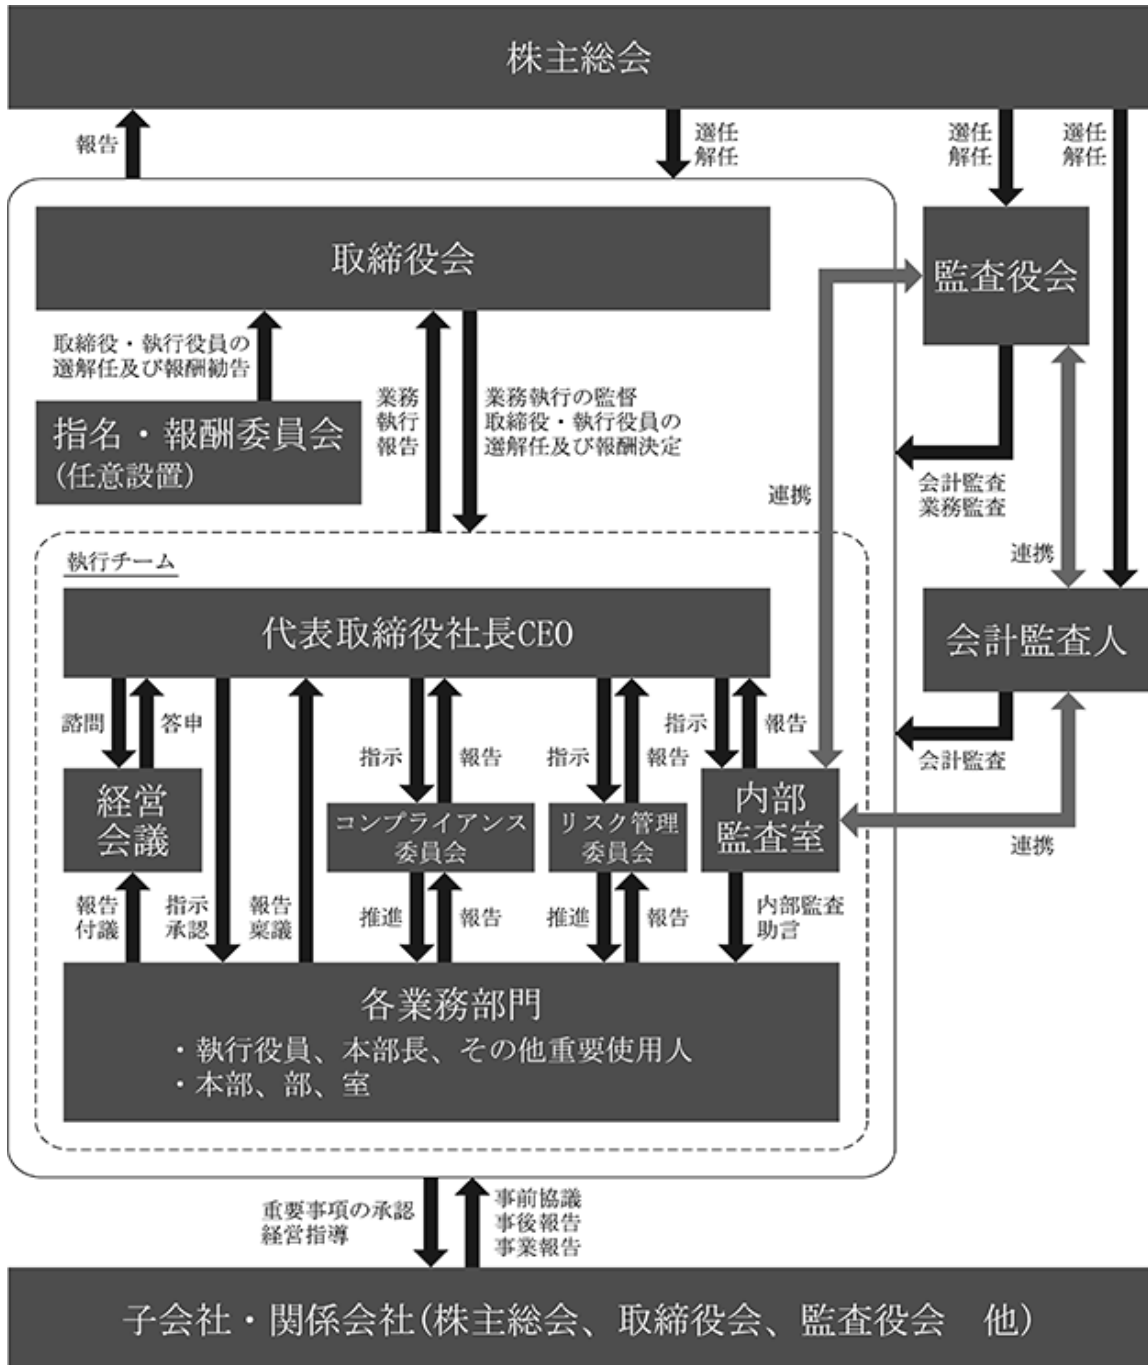 株主総会
報告
選任
解任
選任
解任
選任
解任
取締役会
監査役会
取締役・執行役員の
選解任及び報酬勧告
業務
執行
報告
業務執行の監督
取締役・執行役員の
選解任及び報酬決定
指名・報酬委員会
(任意設置)
連携
会計監査
業務監査
連携
執行チーム
代表取締役社長CEO
会計監査人
諮問
答申
指示
報告
指示
報告
指示
報告
会計監査
経営
会議
コンプライアンス
委員会
リスク管理
委員会
内部
監査室
連携
報告
付議
指示
承認
報告
稟議
推進
報告
推進
報告
内部監査
助言
各業務部門
・執行役員、本部長、その他重要使用人
・本部、部、室
重要事項の承認
経営指導
事前協議
事後報告
事業報告
子会社・関係会社(株主総会、取締役会、監査役会　他)